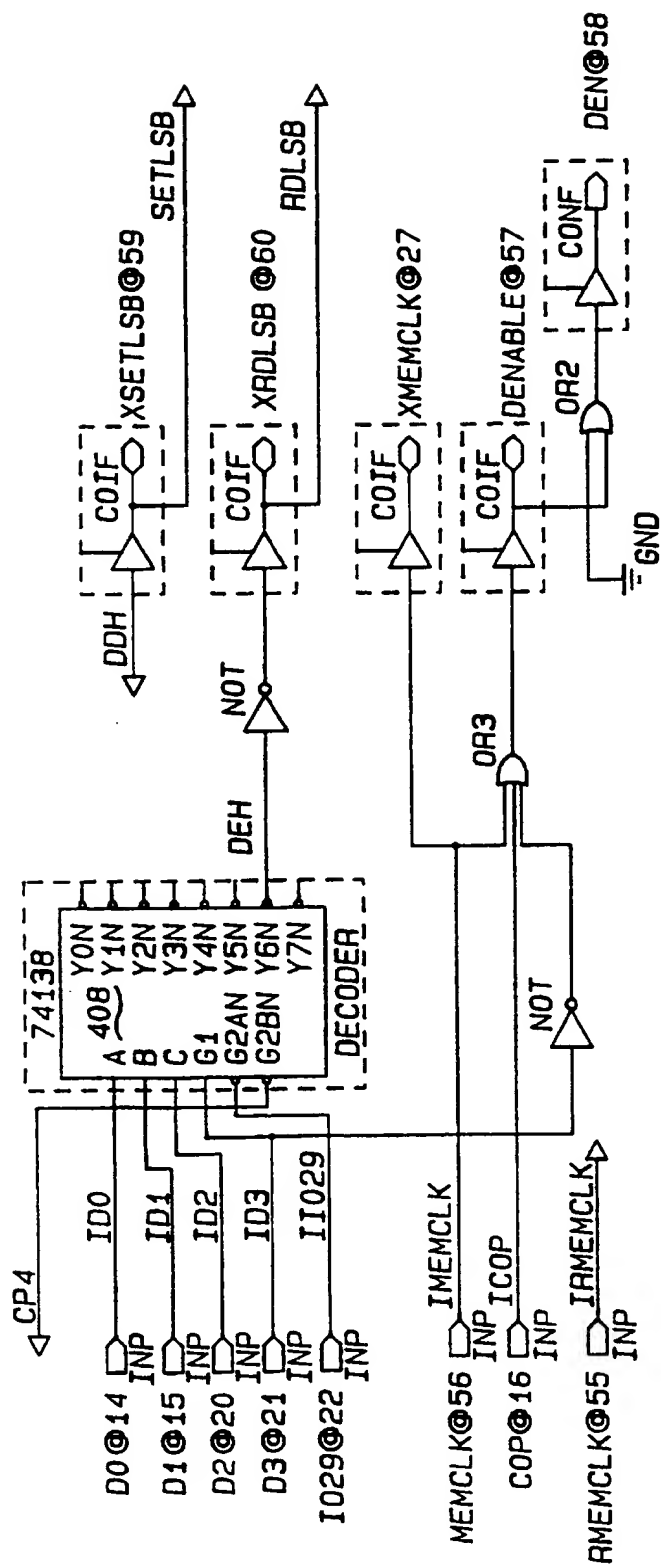 CP4
74138
408
A
B
C
G1
G2AN
G2BN
Y0N
Y1N
Y2N
Y3N
Y4N
Y5N
Y6N
Y7N
DECODER
D0@14
INP
ID0
D1@15
INP
ID1
D2@20
INP
ID2
D3@21
INP
ID3
IO29@22
INP
IIO29
DEH
NOT
DDH
COIF
XSETLSB@59
SETLSB
COIF
XRDLSB @60
RDLSB
MEMCLK@56
INP
IMEMCLK
COP@16
INP
ICOP
RMEMCLK@55
INP
IRMEMCLK
NOT
OR3
COIF
XMEMCLK@27
COIF
DENABLE@57
GND
OR2
CONF
DEN@58